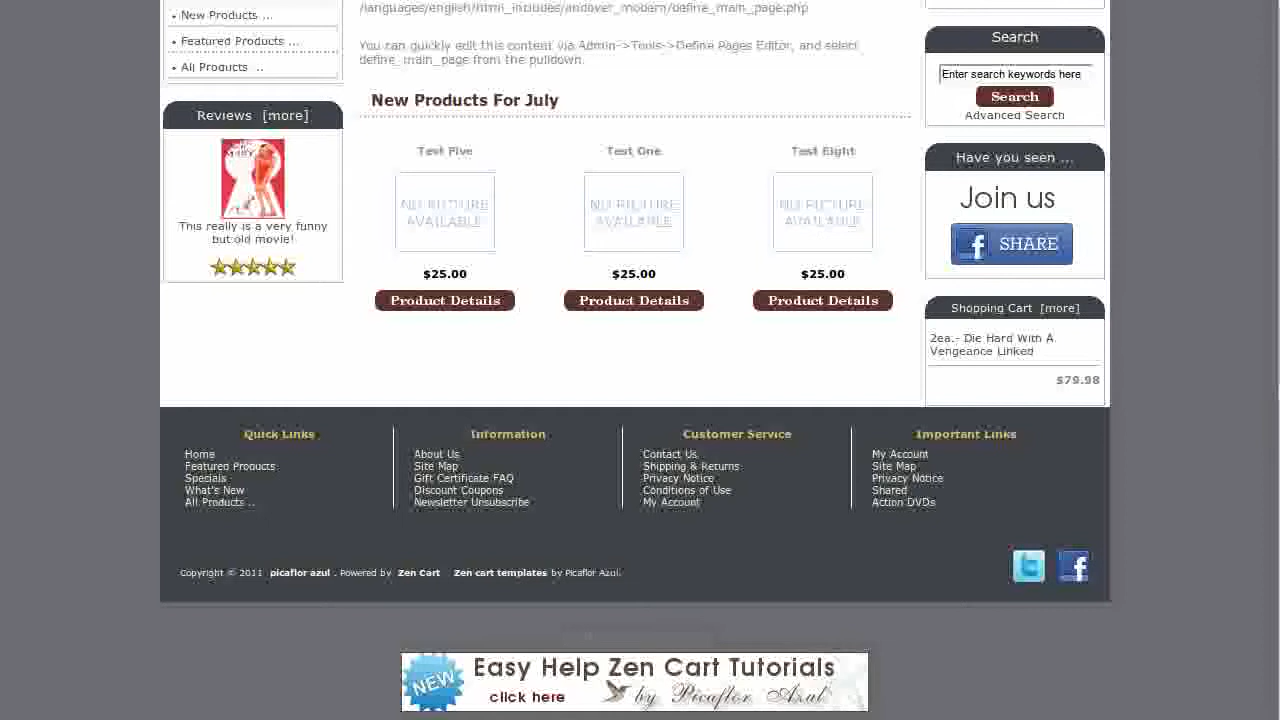 New Products ...
Featured Products ...
All Products ...
Reviews [more]
This really is a very funny
but old movie!
/languages/english/html_includes/andover_modern/define_main_page.php
You can quickly edit this content via Admin->Tools->Define Pages Editor, and select
define_main_page from the pulldown.
New Products For July
Test Five
NO PICTURE
AVAILABLE
$25.00
Product Details
Test One
NO PICTURE
AVAILABLE
$25.00
Product Details
Test Eight
NO PICTURE
AVAILABLE
$25.00
Product Details
Search
Enter search keywords here
Search
Advanced Search
Have you seen ...
Join us
f SHARE
Shopping Cart [more]
2ea.- Die Hard With A
Vengeance Linked
$79.98
Quick Links
Home
Featured Products
Specials
What's New
All Products ...
Information
About Us
Site Map
Gift Certificate FAQ
Discount Coupons
Newsletter Unsubscribe
Customer Service
Contact Us
Shipping & Returns
Privacy Notice
Conditions of Use
My Account
Important Links
My Account
Site Map
Privacy Notice
Shared
Action DVDs
Copyright © 2011 picaflor azul . Powered by Zen Cart Zen cart templates by Picaflor Azul.
t f
NEW
Easy Help Zen Cart Tutorials
click here by Picaflor Azul